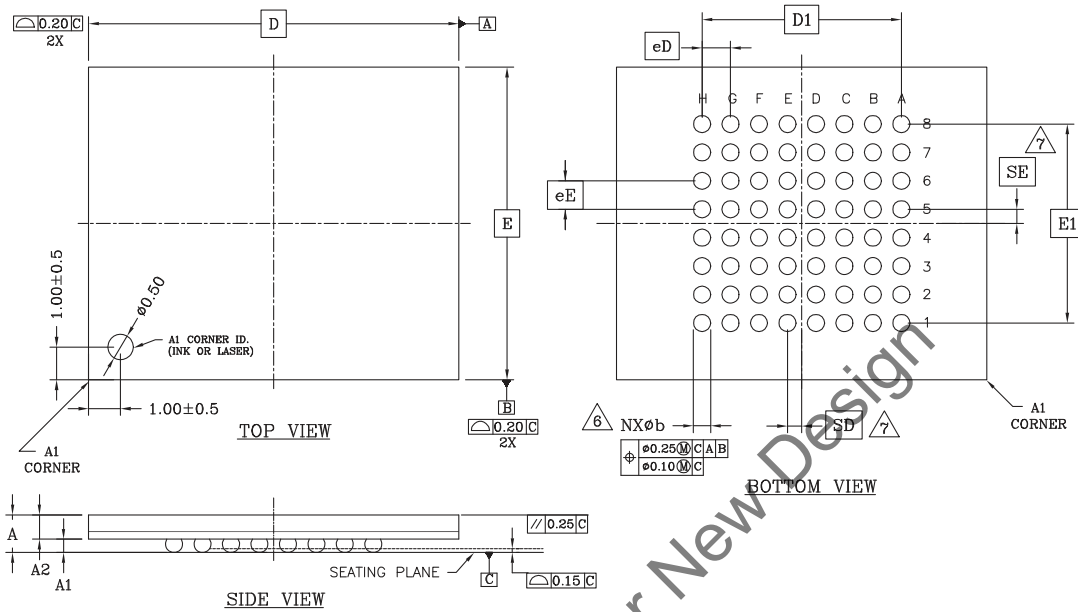 ⌓ 0.20 C
2X
D
A
E
1.00±0.5
ø0.50
A1 CORNER ID.
(INK OR LASER)
1.00±0.5
B
⌓ 0.20 C
2X
TOP VIEW
A1
CORNER
D1
eD
H G F E D C B A
8
7
6
5
4
3
2
1
7
SE
eE
E1
6 NXøb
⌖ ø0.25Ⓜ C A B
ø0.10Ⓜ C
SD
7
A1
CORNER
BOTTOM VIEW
A
A2
A1
// 0.25 C
SEATING PLANE
C
⌓ 0.15 C
SIDE VIEW
r New Design